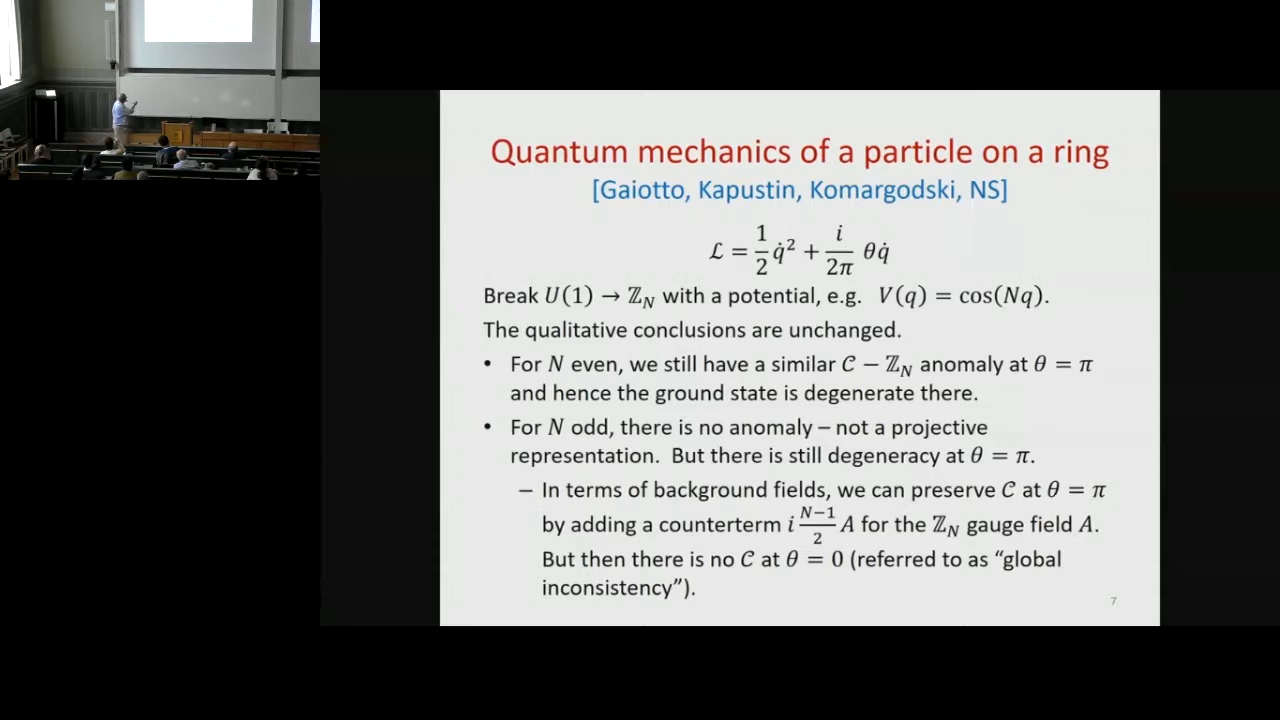 Quantum mechanics of a particle on a ring
[Gaiotto, Kapustin, Komargodski, NS]
ℒ = 1/2 q̇² + i/2π θq̇
Break U(1) → ℤ_N with a potential, e.g. V(q) = cos(Nq).
The qualitative conclusions are unchanged.
• For N even, we still have a similar 𝒞 − ℤ_N anomaly at θ = π
and hence the ground state is degenerate there.
• For N odd, there is no anomaly – not a projective
representation. But there is still degeneracy at θ = π.
– In terms of background fields, we can preserve 𝒞 at θ = π
by adding a counterterm i (N−1)/2 A for the ℤ_N gauge field A.
But then there is no 𝒞 at θ = 0 (referred to as “global
inconsistency”).
7